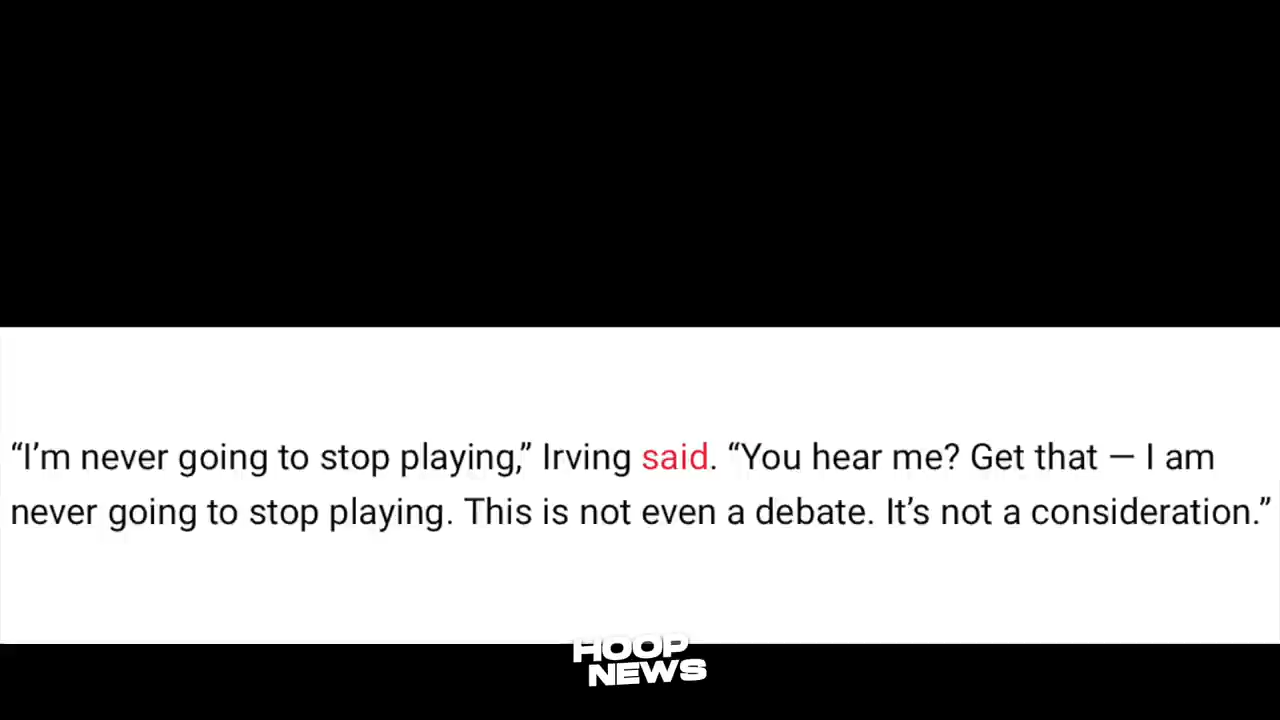 “I’m never going to stop playing,” Irving said. “You hear me? Get that — I am
never going to stop playing. This is not even a debate. It’s not a consideration.”
HOOP
NEWS